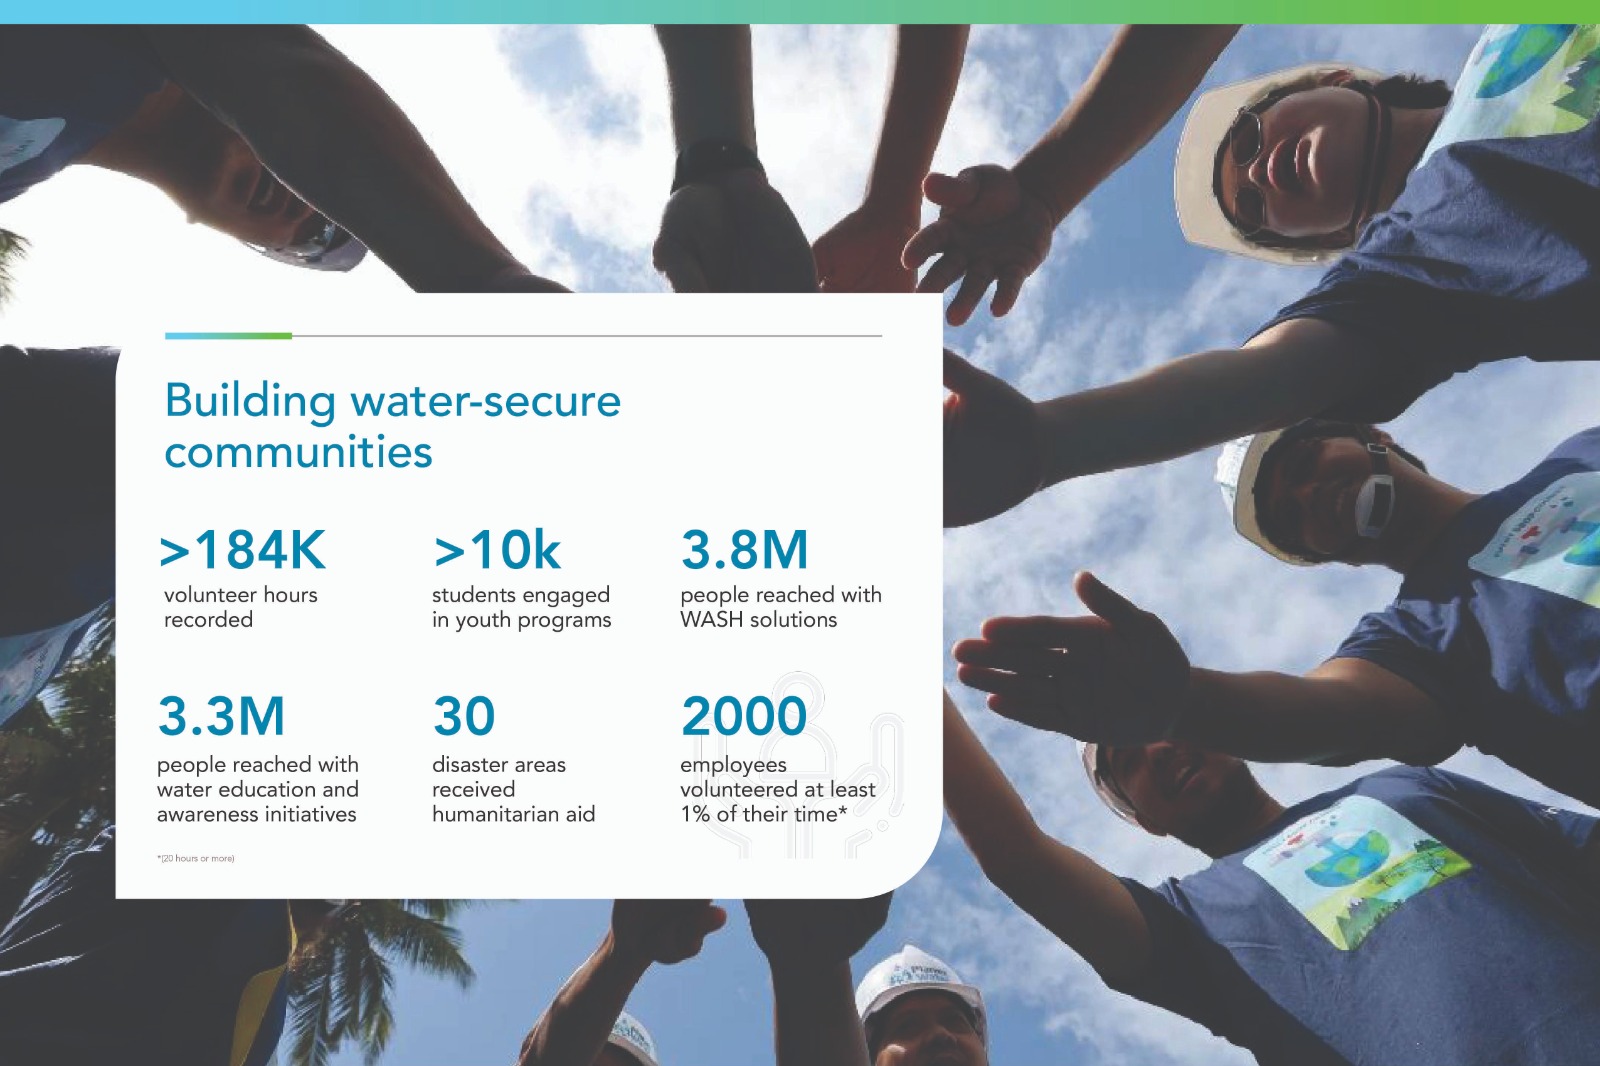 Building water-secure
communities
>184K
volunteer hours
recorded
>10k
students engaged
in youth programs
3.8M
people reached with
WASH solutions
3.3M
people reached with
water education and
awareness initiatives
30
disaster areas
received
humanitarian aid
2000
employees
volunteered at least
1% of their time*
*(20 hours or more)
Planet
Water